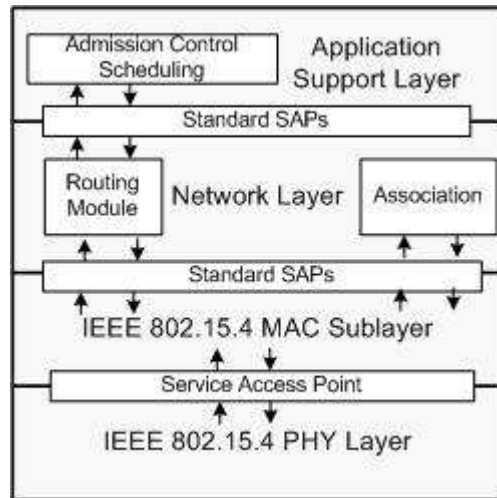 Admission Control
Scheduling
Application
Support Layer
Standard SAPs
Routing
Module
Network Layer
Association
Standard SAPs
IEEE 802.15.4 MAC Sublayer
Service Access Point
IEEE 802.15.4 PHY Layer